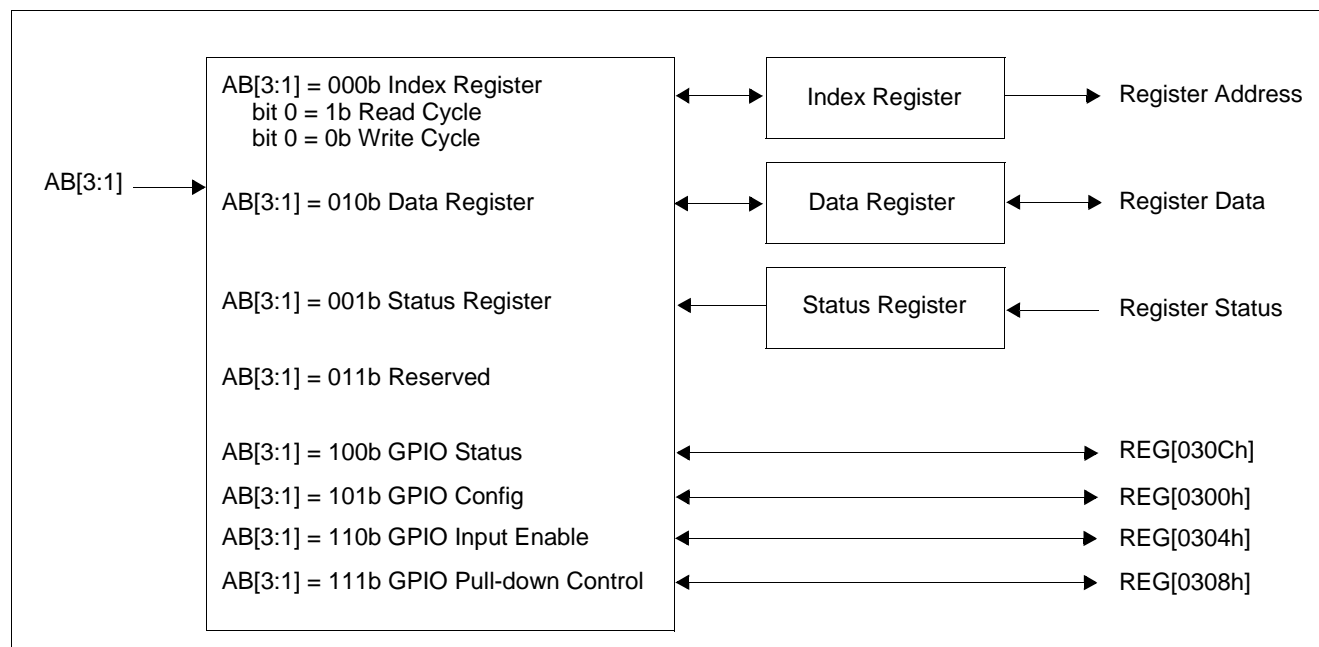 AB[3:1] = 000b Index Register
bit 0 = 1b Read Cycle
bit 0 = 0b Write Cycle
Index Register
Register Address
AB[3:1]
AB[3:1] = 010b Data Register
Data Register
Register Data
AB[3:1] = 001b Status Register
Status Register
Register Status
AB[3:1] = 011b Reserved
AB[3:1] = 100b GPIO Status
REG[030Ch]
AB[3:1] = 101b GPIO Config
REG[0300h]
AB[3:1] = 110b GPIO Input Enable
REG[0304h]
AB[3:1] = 111b GPIO Pull-down Control
REG[0308h]